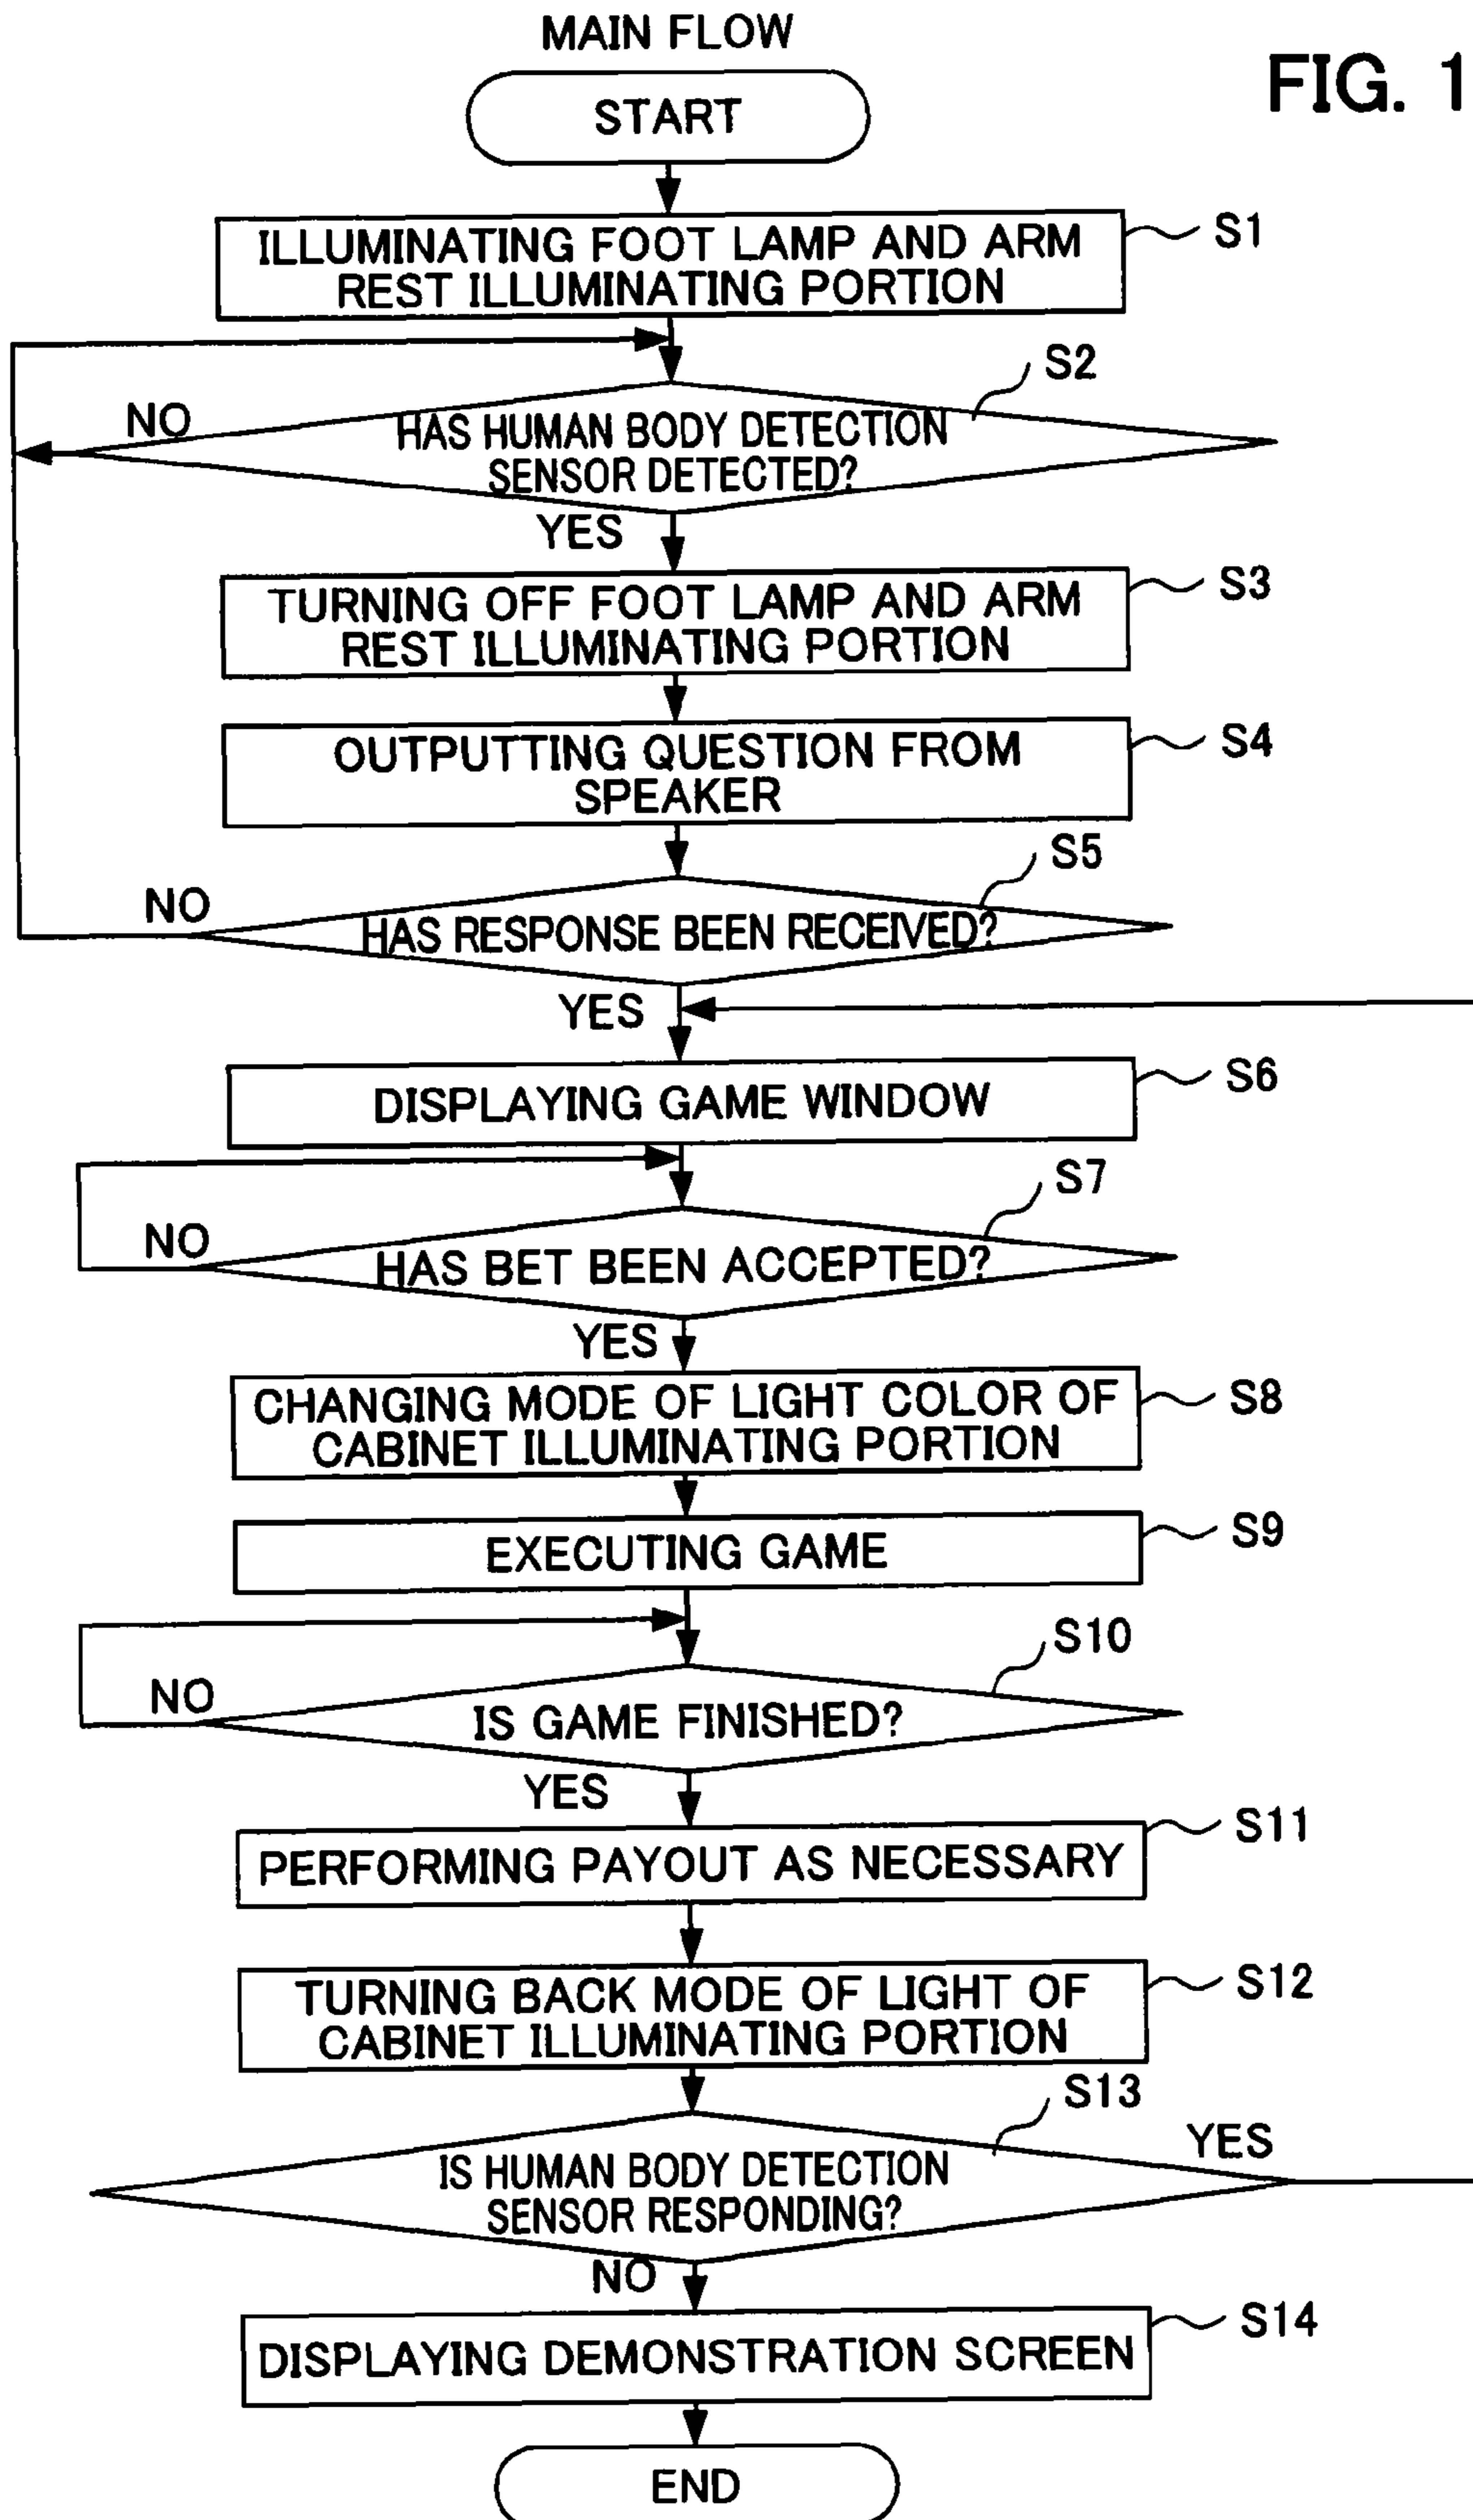 MAIN FLOW
FIG. 1
START
ILLUMINATING FOOT LAMP AND ARM
REST ILLUMINATING PORTION
S1
HAS HUMAN BODY DETECTION
SENSOR DETECTED?
S2
NO
YES
TURNING OFF FOOT LAMP AND ARM
REST ILLUMINATING PORTION
S3
OUTPUTTING QUESTION FROM
SPEAKER
S4
HAS RESPONSE BEEN RECEIVED?
S5
NO
YES
DISPLAYING GAME WINDOW
S6
HAS BET BEEN ACCEPTED?
S7
NO
YES
CHANGING MODE OF LIGHT COLOR OF
CABINET ILLUMINATING PORTION
S8
EXECUTING GAME
S9
IS GAME FINISHED?
S10
NO
YES
PERFORMING PAYOUT AS NECESSARY
S11
TURNING BACK MODE OF LIGHT OF
CABINET ILLUMINATING PORTION
S12
IS HUMAN BODY DETECTION
SENSOR RESPONDING?
S13
YES
NO
DISPLAYING DEMONSTRATION SCREEN
S14
END